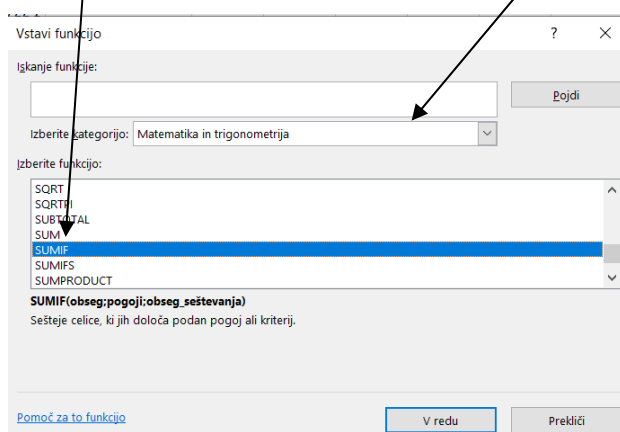 Vstavi funkcijo ? ×
Iskanje funkcije:
Pojdi
Izberite kategorijo: Matematika in trigonometrija
Izberite funkcijo:
SQRT
SQRTPI
SUBTOTAL
SUM
SUMIF
SUMIFS
SUMPRODUCT
SUMIF(obseg;pogoji;obseg_seštevanja)
Sešteje celice, ki jih določa podan pogoj ali kriterij.
Pomoč za to funkcijo
V redu Prekliči